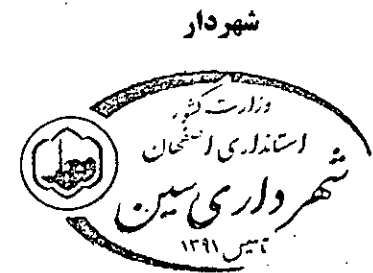 شهردار
وزارت کشور
استانداری اصفهان
شهرداری سین
تاسیس ۱۳۹۱